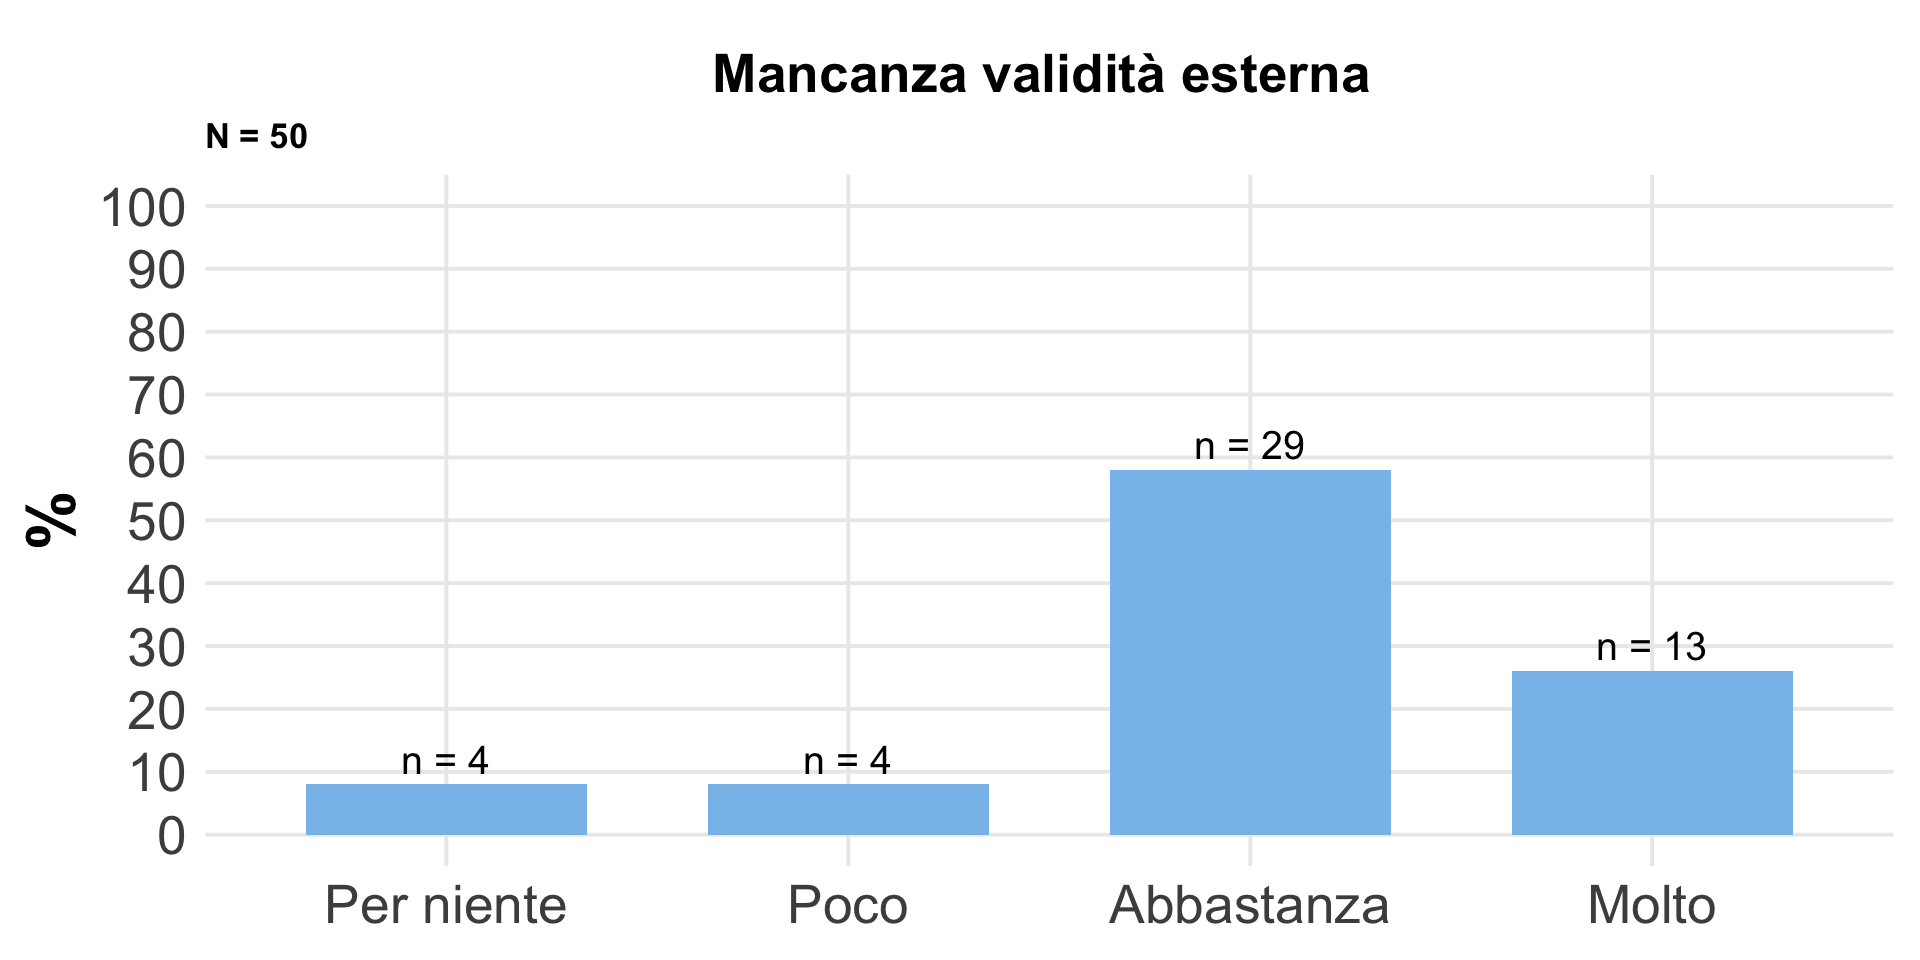 Mancanza validità esterna
N = 50
100
90
80
70
60
50
40
30
20
10
0
%
n = 4
n = 4
n = 29
n = 13
Per niente
Poco
Abbastanza
Molto